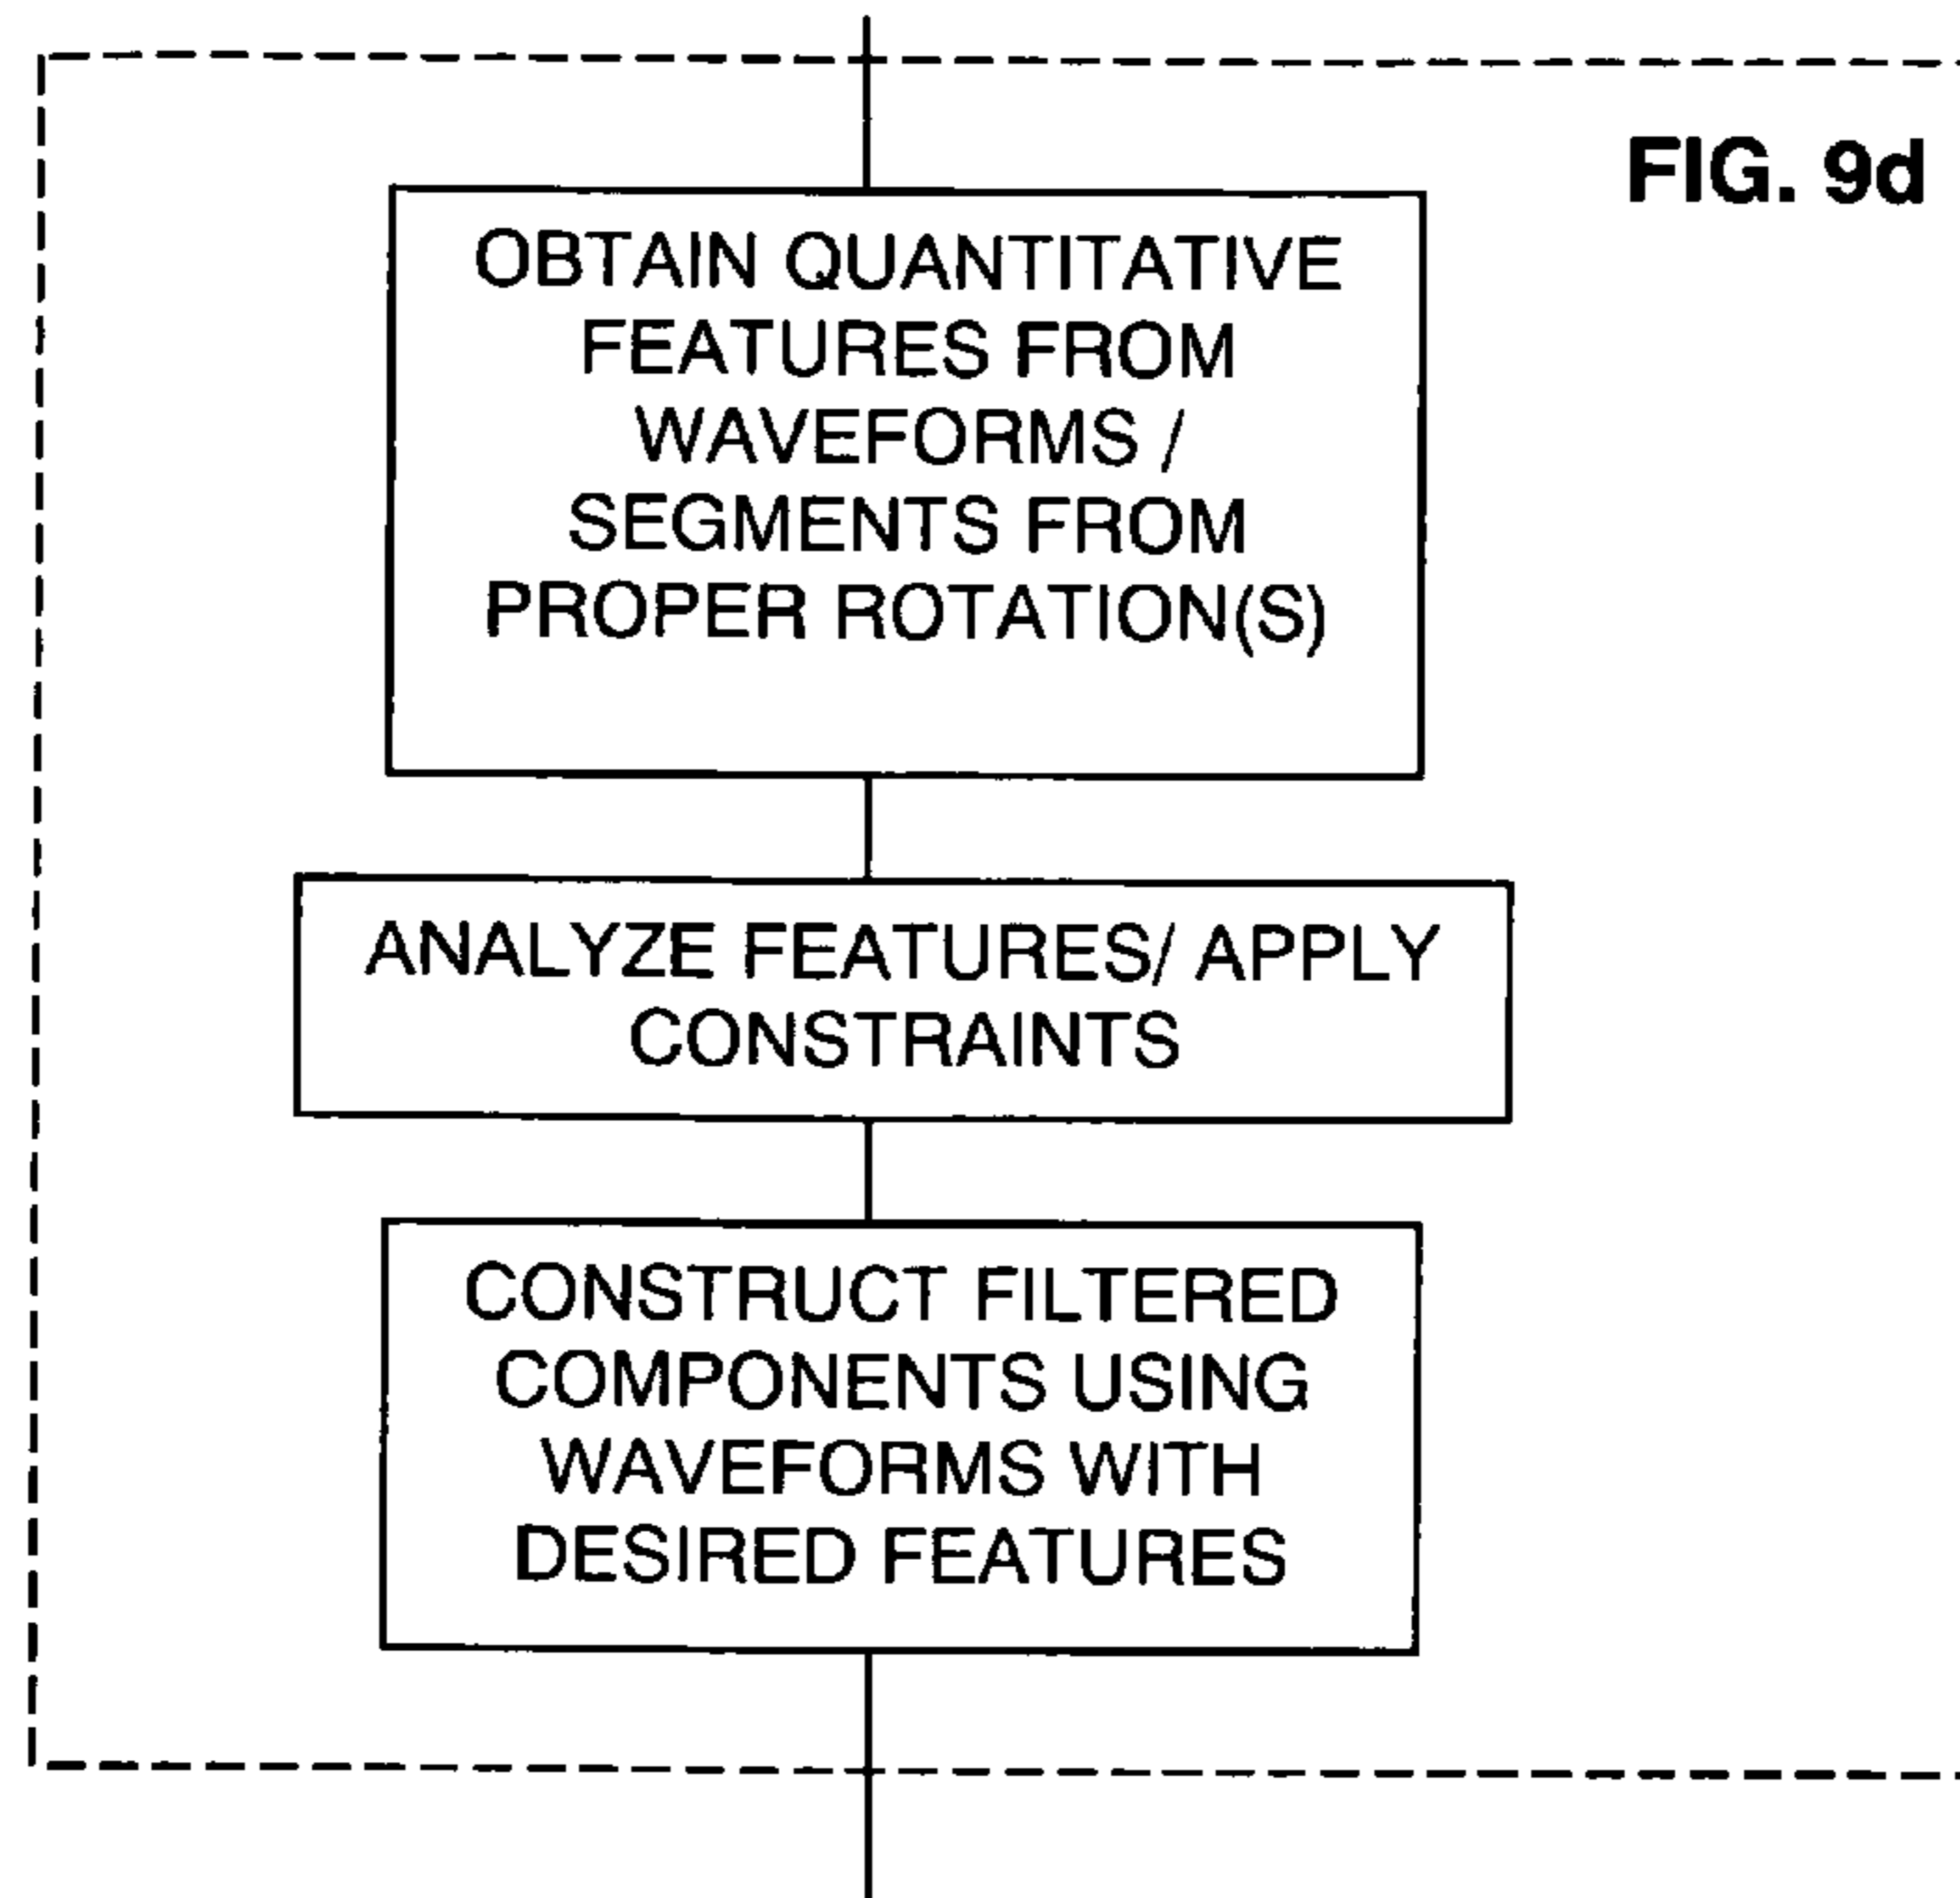 FIG. 9d
OBTAIN QUANTITATIVE
FEATURES FROM
WAVEFORMS /
SEGMENTS FROM
PROPER ROTATION(S)
ANALYZE FEATURES/ APPLY
CONSTRAINTS
CONSTRUCT FILTERED
COMPONENTS USING
WAVEFORMS WITH
DESIRED FEATURES